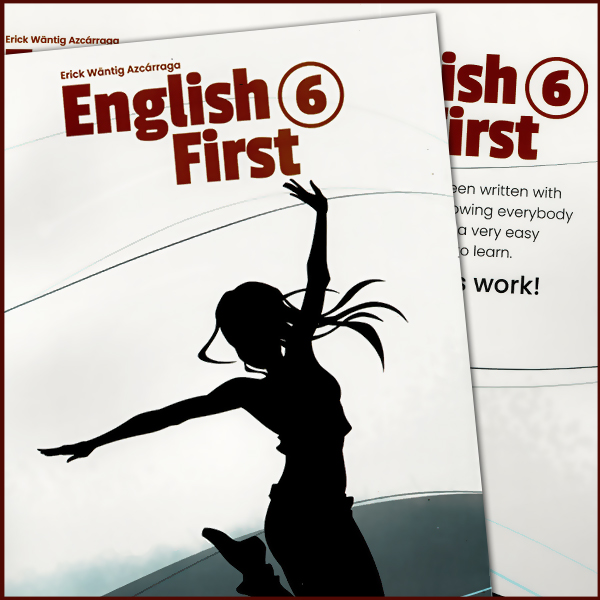 Erick Wäntig Azcárraga
Erick Wäntig Azcárraga
English 6
First
ish 6
irst
een written with
owing everybody
a very easy
to learn.
s work!